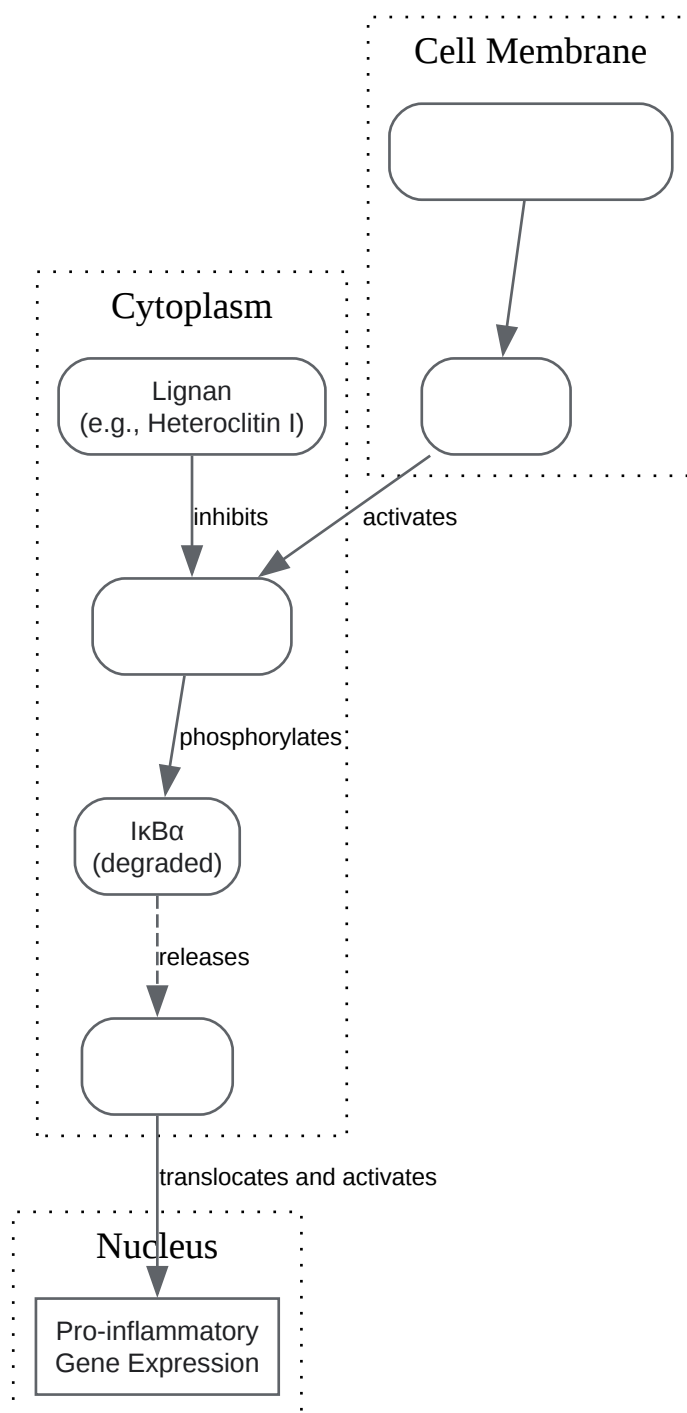 Cell Membrane
Cytoplasm
Lignan
(e.g., Heteroclitin I)
inhibits
activates
phosphorylates
IκBα
(degraded)
releases
translocates and activates
Nucleus
Pro-inflammatory
Gene Expression